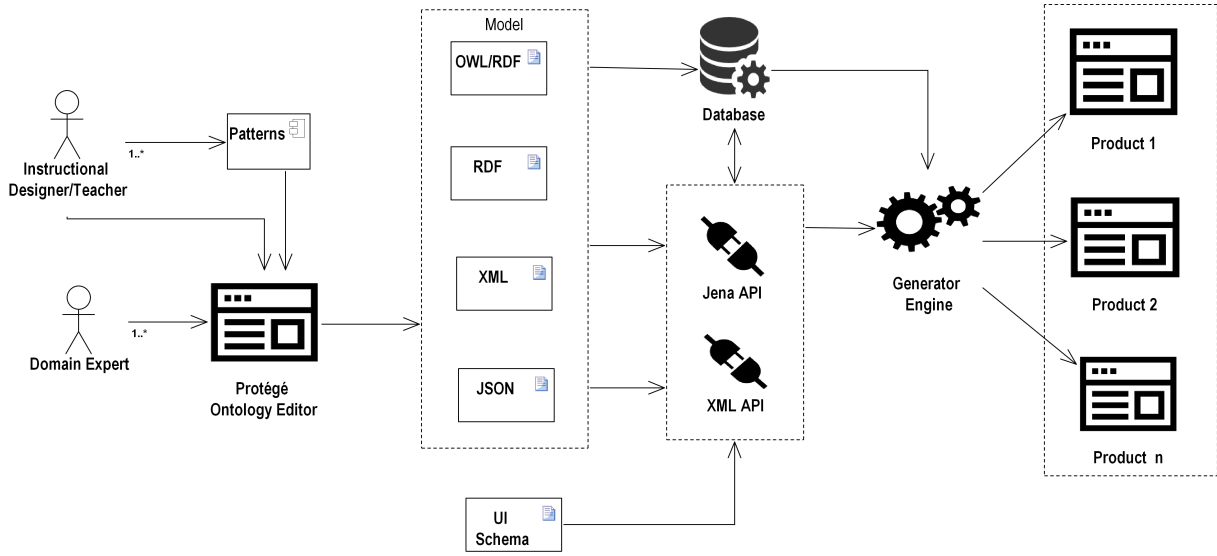 Instructional
Designer/Teacher
1..*
Patterns
Domain Expert
1..*
Protégé
Ontology Editor
Model
OWL/RDF
RDF
XML
JSON
UI
Schema
Database
Jena API
XML API
Generator
Engine
Product 1
Product 2
Product n